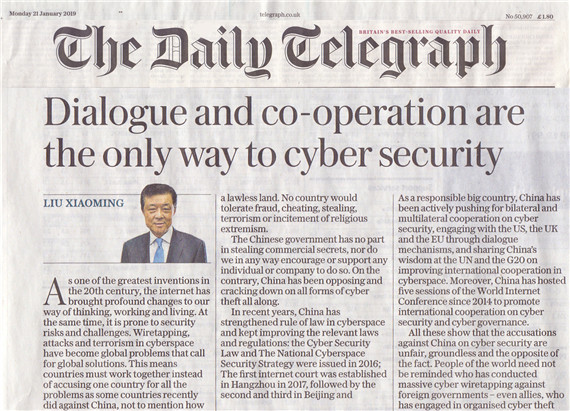 Monday 21 January 2019
telegraph.co.uk
No 50,907 £1.80
BRITAIN'S BEST-SELLING QUALITY DAILY
The Daily Telegraph
Dialogue and co-operation are
the only way to cyber security
LIU XIAOMING
As one of the greatest inventions in
the 20th century, the internet has
brought profound changes to our
way of thinking, working and living. At
the same time, it is prone to security
risks and challenges. Wiretapping,
attacks and terrorism in cyberspace
have become global problems that call
for global solutions. This means
countries must work together instead
of accusing one country for all the
problems as some countries recently
did against China, not to mention how
a lawless land. No country would
tolerate fraud, cheating, stealing,
terrorism or incitement of religious
extremism.
The Chinese government has no part
in stealing commercial secrets, nor do
we in any way encourage or support any
individual or company to do so. On the
contrary, China has been opposing and
cracking down on all forms of cyber
theft all along.
In recent years, China has
strengthened rule of law in cyberspace
and kept improving the relevant laws
and regulations: the Cyber Security
Law and The National Cyberspace
Security Strategy were issued in 2016;
The first internet court was established
in Hangzhou in 2017, followed by the
second and third in Beijing and
As a responsible big country, China has
been actively pushing for bilateral and
multilateral cooperation on cyber
security, engaging with the US, the UK
and the EU through dialogue
mechanisms, and sharing China's
wisdom at the UN and the G20 on
improving international cooperation in
cyberspace. Moreover, China has hosted
five sessions of the World Internet
Conference since 2014 to promote
international cooperation on cyber
security and cyber governance.
All these show that the accusations
against China on cyber security are
unfair, groundless and the opposite of
the fact. People of the world need not
be reminded who has conducted
massive cyber wiretapping against
foreign governments – even allies, who
has engaged in organised cyber theft